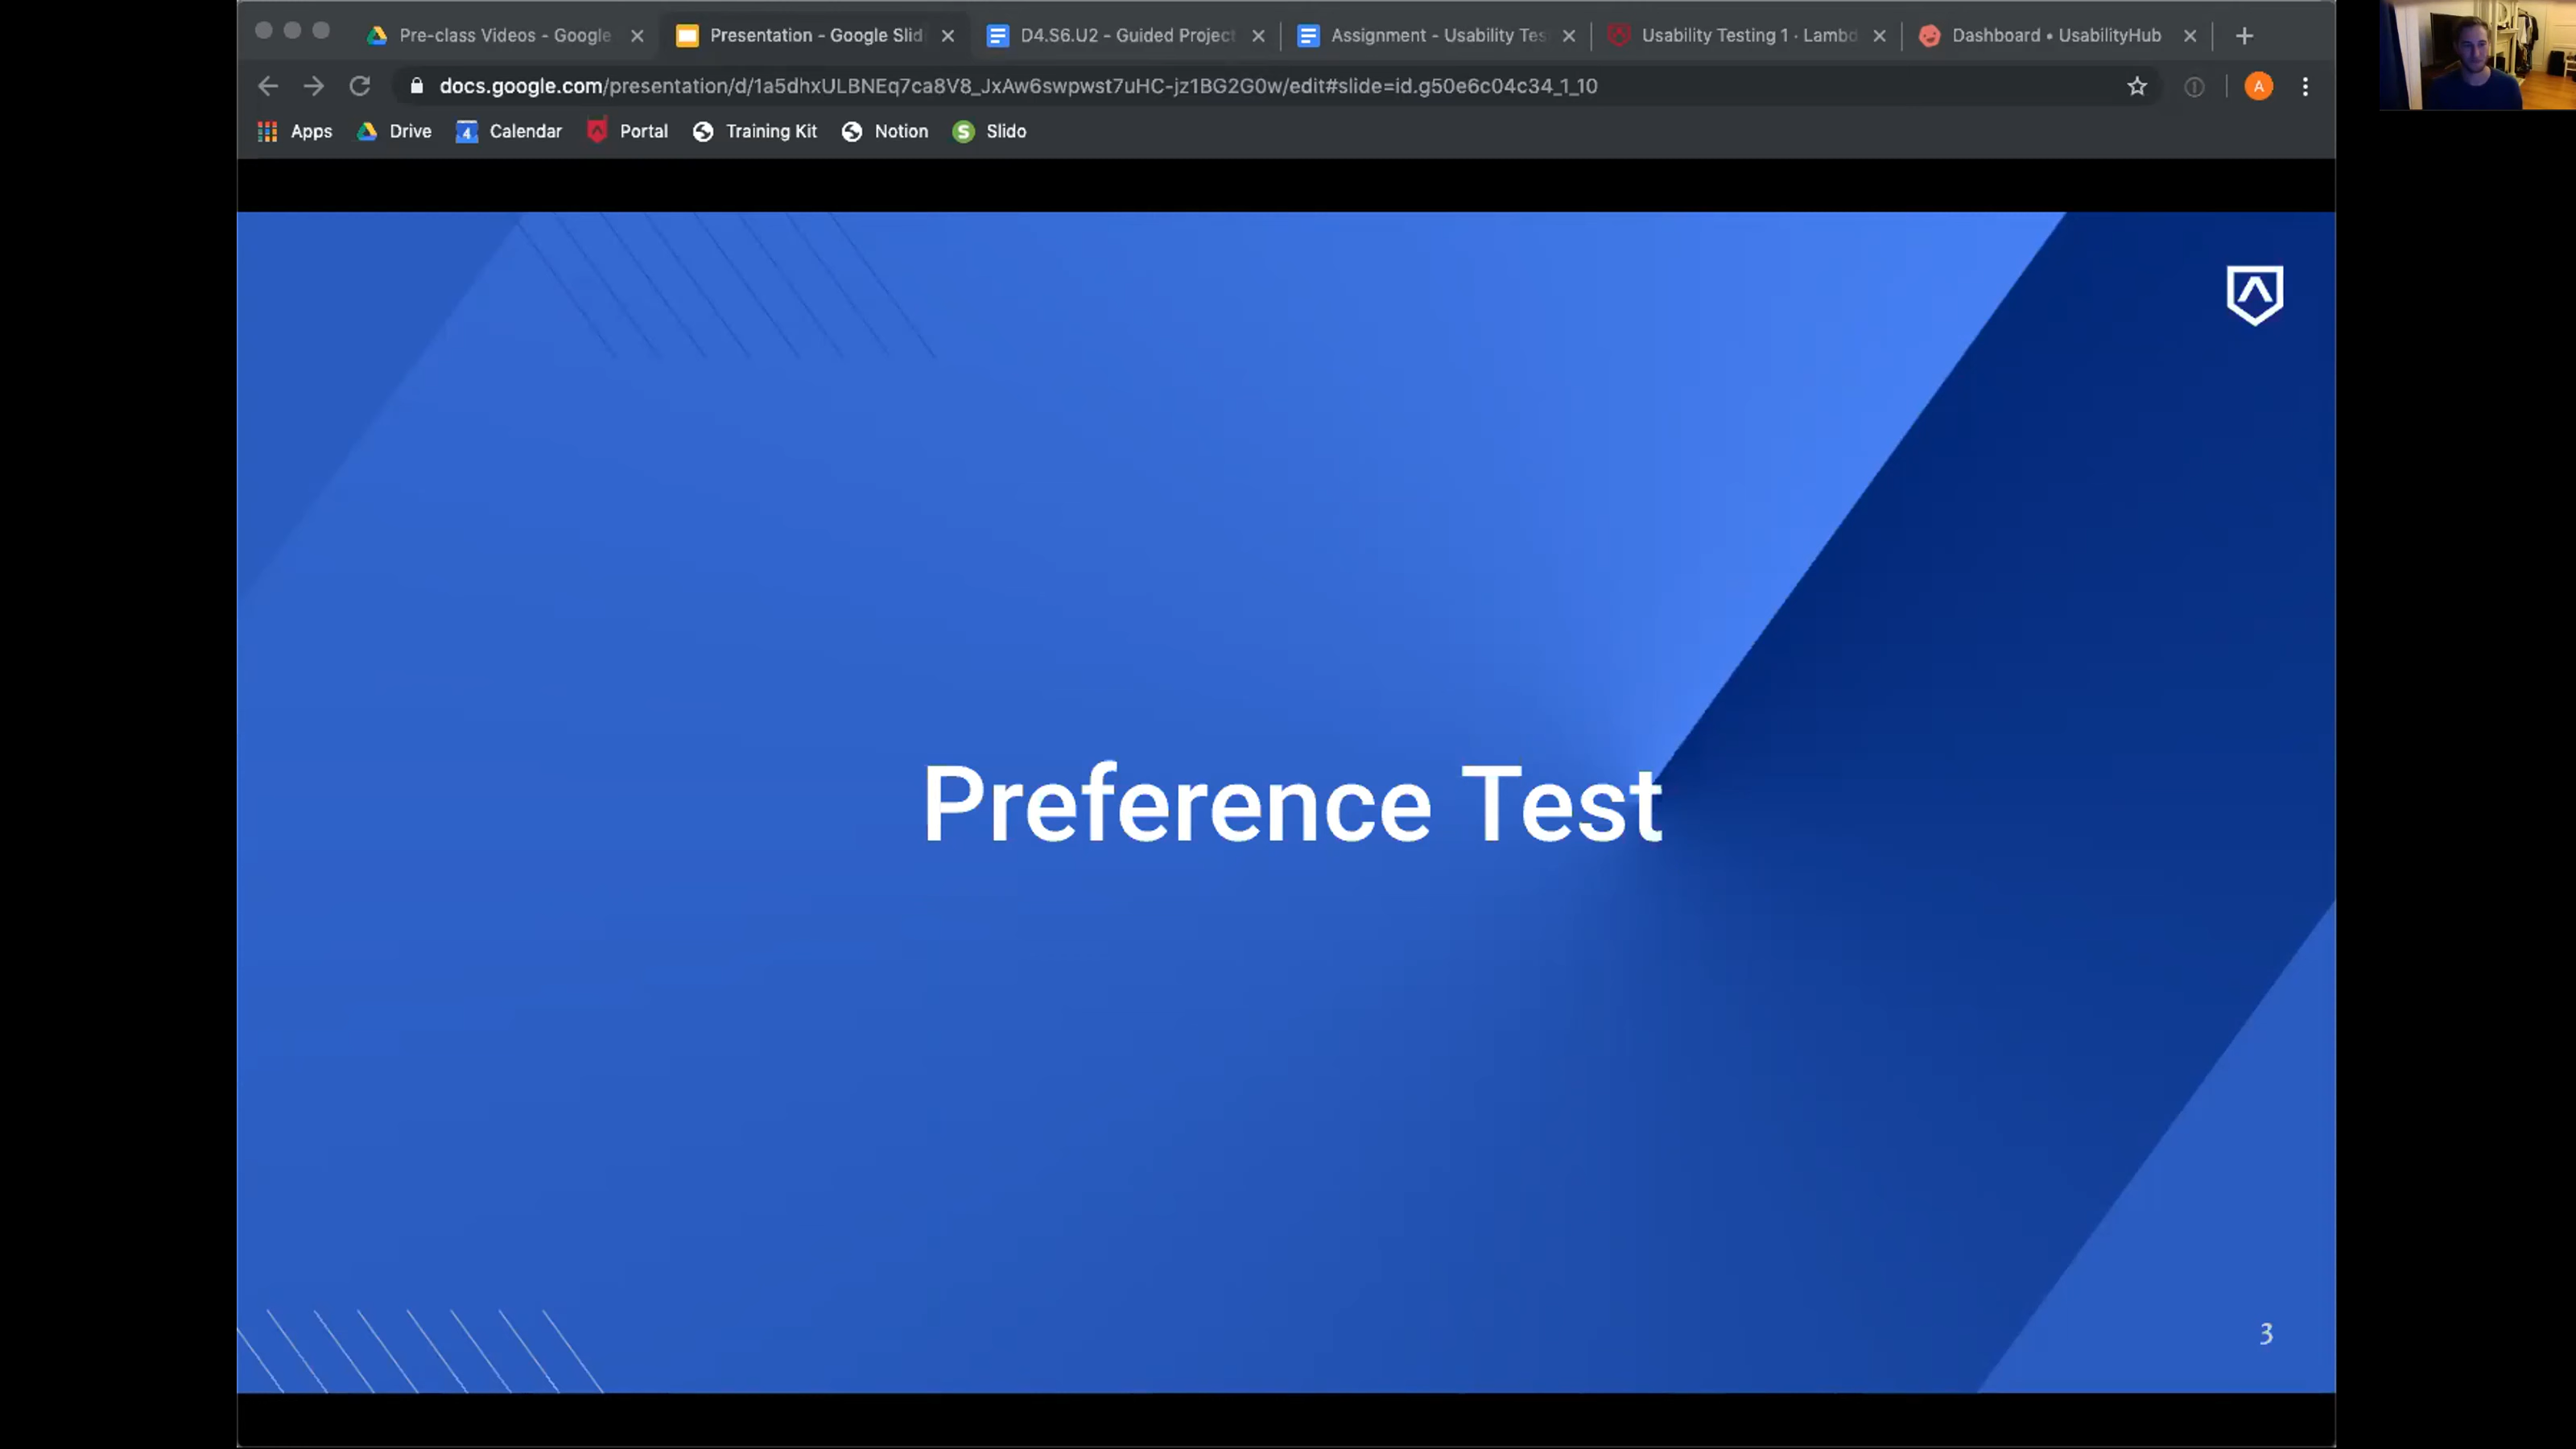 Pre-class Videos - Google
Presentation - Google Slid
D4.S6.U2 - Guided Project
Assignment - Usability Tes
Usability Testing 1 · Lambd
Dashboard • UsabilityHub
docs.google.com/presentation/d/1a5dhxULBNEq7ca8V8_JxAw6swpwst7uHC-jz1BG2G0w/edit#slide=id.g50e6c04c34_1_10
A
Apps
Drive
4
Calendar
Portal
Training Kit
Notion
S
Slido
Preference Test
3